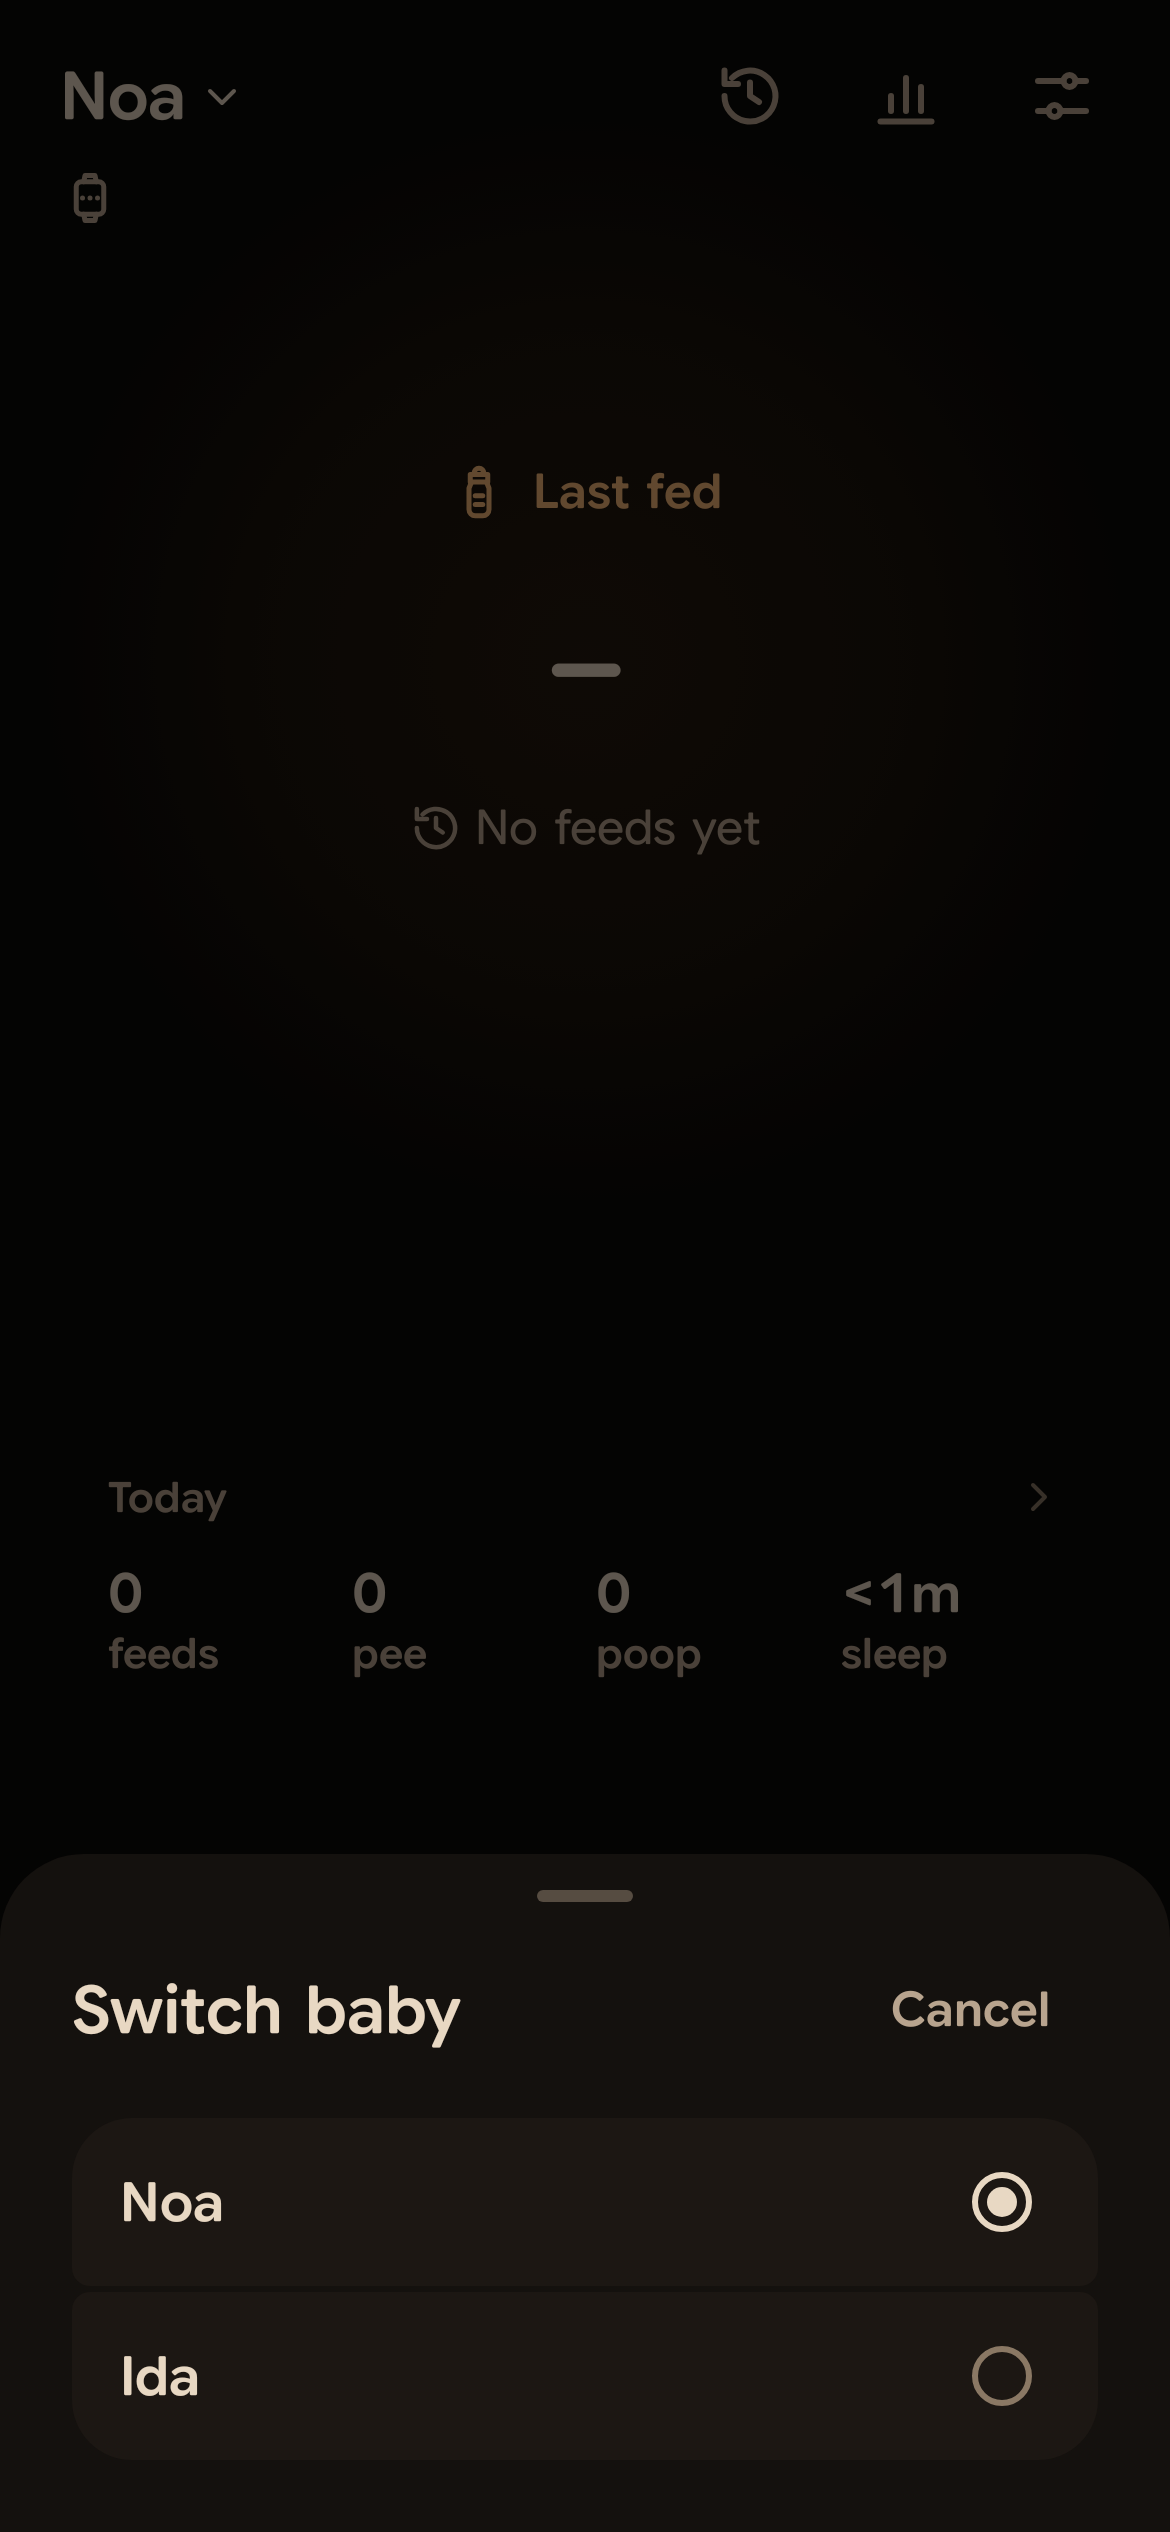 Noa
Last fed
–
No feeds yet
Today
0 0 0 <1m
feeds pee poop sleep
Switch baby Cancel
Noa
Ida